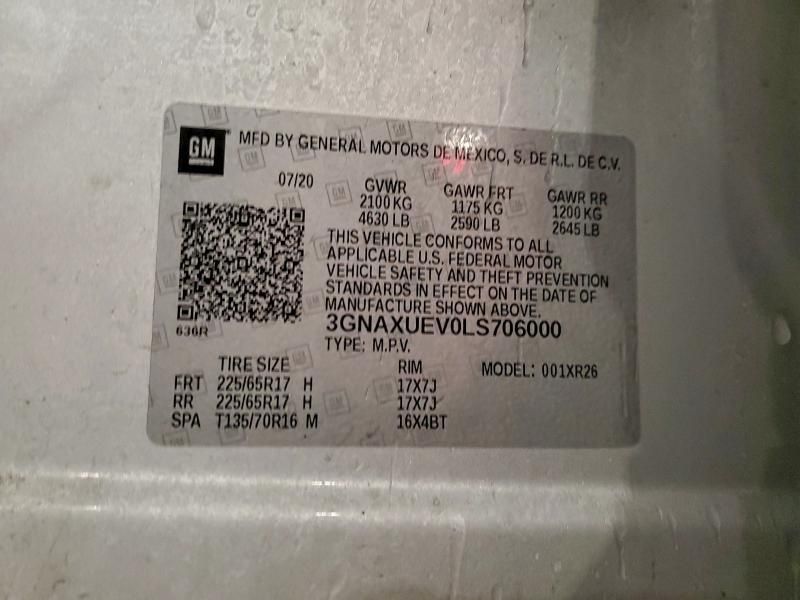 GM
MFD BY GENERAL MOTORS DE MEXICO, S. DE R.L. DE C.V.
07/20 GVWR GAWR FRT GAWR RR
2100 KG 1175 KG 1200 KG
4630 LB 2590 LB 2645 LB
THIS VEHICLE CONFORMS TO ALL
APPLICABLE U.S. FEDERAL MOTOR
VEHICLE SAFETY AND THEFT PREVENTION
STANDARDS IN EFFECT ON THE DATE OF
MANUFACTURE SHOWN ABOVE.
636R 3GNAXUEV0LS706000
TYPE: M.P.V.
TIRE SIZE RIM MODEL: 001XR26
FRT 225/65R17 H 17X7J
RR 225/65R17 H 17X7J
SPA T135/70R16 M 16X4BT